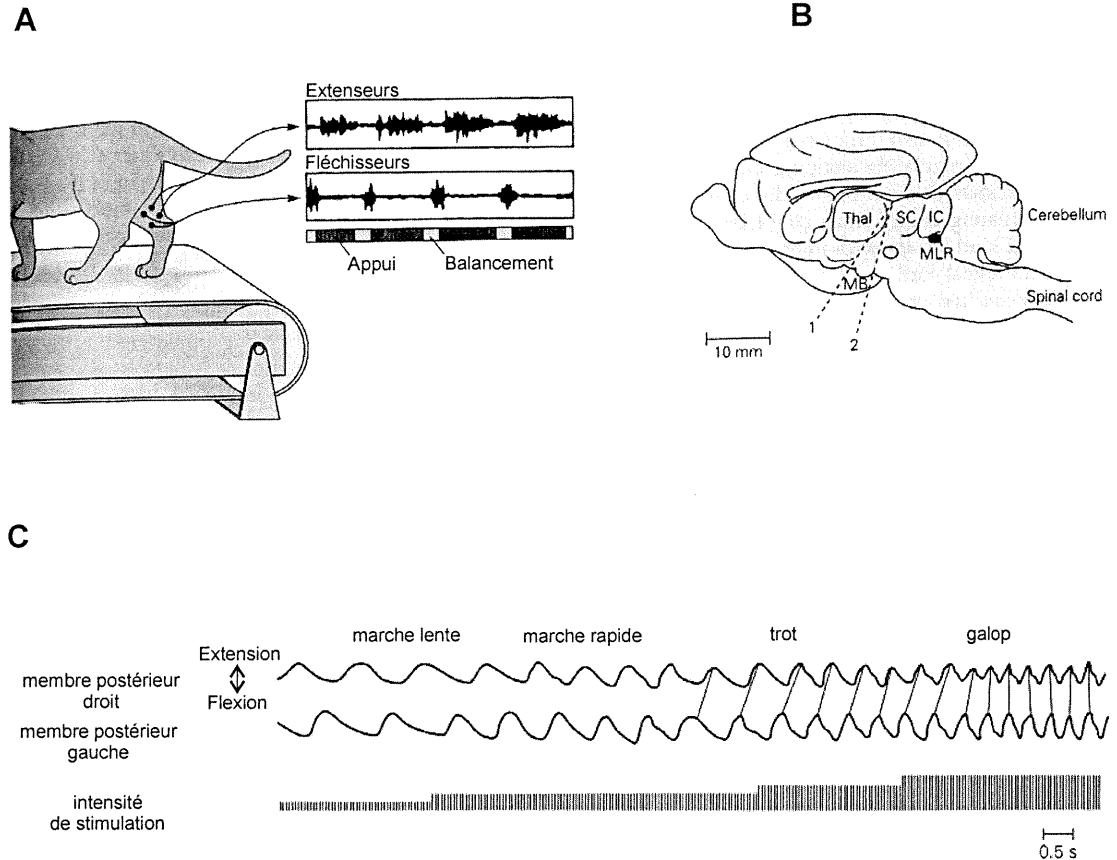 A
B
Extenseurs
Fléchisseurs
Appui
Balancement
Thal
SC
IC
Cerebellum
MLR
MB
Spinal cord
1
2
10 mm
C
marche lente
marche rapide
trot
galop
Extension
Flexion
membre postérieur
droit
membre postérieur
gauche
intensité
de stimulation
0.5 s